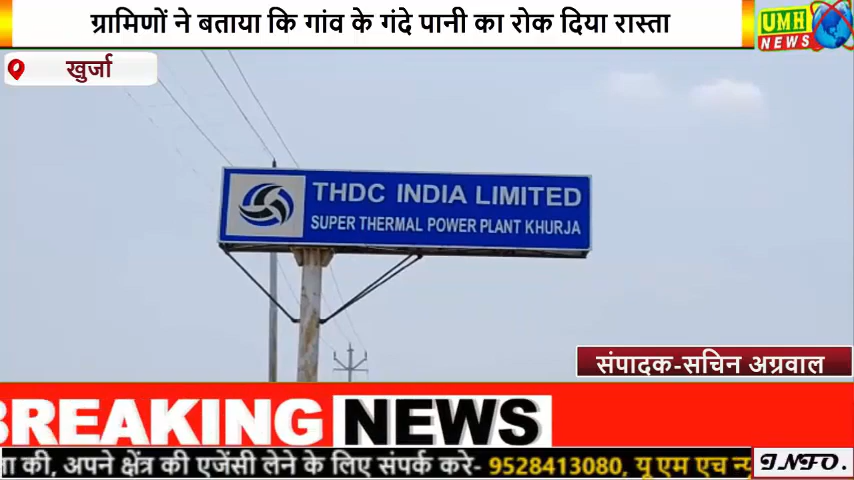 ग्रामिणों ने बताया कि गांव के गंदे पानी का रोक दिया रास्ता
UMH
NEWS
खुर्जा
THDC INDIA LIMITED
SUPER THERMAL POWER PLANT KHURJA
संपादक-सचिन अग्रवाल
BREAKING NEWS
की, अपने क्षेंत्र की एजेंसी लेने के लिए संपर्क करे- 9528413080, यू एम एच
INFO.